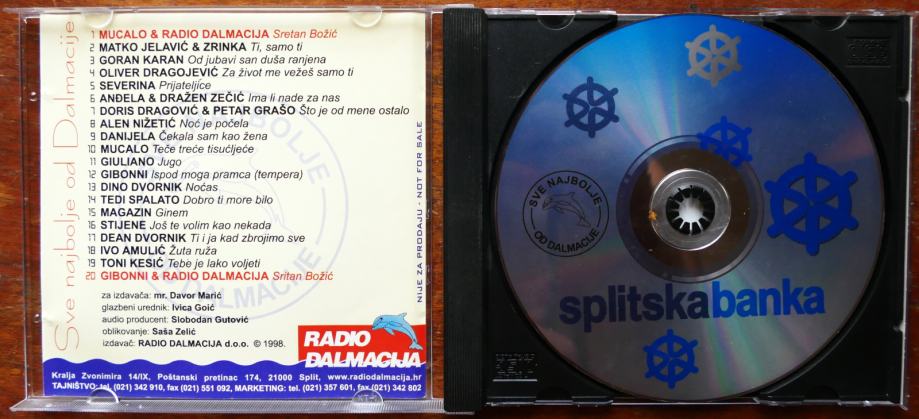 Sve najbolje od Dalmacije
1 MUCALO & RADIO DALMACIJA Sretan Božić
2 MATKO JELAVIĆ & ZRINKA Ti, samo ti
3 GORAN KARAN Od jubavi san duša ranjena
4 OLIVER DRAGOJEVIĆ Za život me vežeš samo ti
5 SEVERINA Prijateljice
6 ANĐELA & DRAŽEN ZEČIĆ Ima li nade za nas
7 DORIS DRAGOVIĆ & PETAR GRAŠO Što je od mene ostalo
8 ALEN NIŽETIĆ Noć je počela
9 DANIJELA Čekala sam kao žena
10 MUCALO Teče treće tisućljeće
11 GIULIANO Jugo
12 GIBONNI Ispod moga pramca (tempera)
13 DINO DVORNIK Noćas
14 TEDI SPALATO Dobro ti more bilo
15 MAGAZIN Ginem
16 STIJENE Još te volim kao nekada
17 DEAN DVORNIK Ti i ja kad zbrojimo sve
18 IVO AMULIĆ Žuta ruža
19 TONI KESIĆ Tebe je lako voljeti
20 GIBONNI & RADIO DALMACIJA Sritan Božić
NIJE ZA PRODAJU - NOT FOR SALE
za izdavača: mr. Davor Marić
glazbeni urednik: Ivica Goić
audio producent: Slobodan Gutović
oblikovanje: Saša Zelić
izdavač: RADIO DALMACIJA d.o.o. © 1998.
RADIO
DALMACIJA
Kralja Zvonimira 14/IX, Poštanski pretinac 174, 21000 Split, www.radiodalmacija.hr
TAJNIŠTVO: tel. (021) 342 910, fax (021) 551 092, MARKETING: tel. (021) 357 601, fax (021) 342 802
SVE NAJBOLJE
OD DALMACIJE
splitskabanka